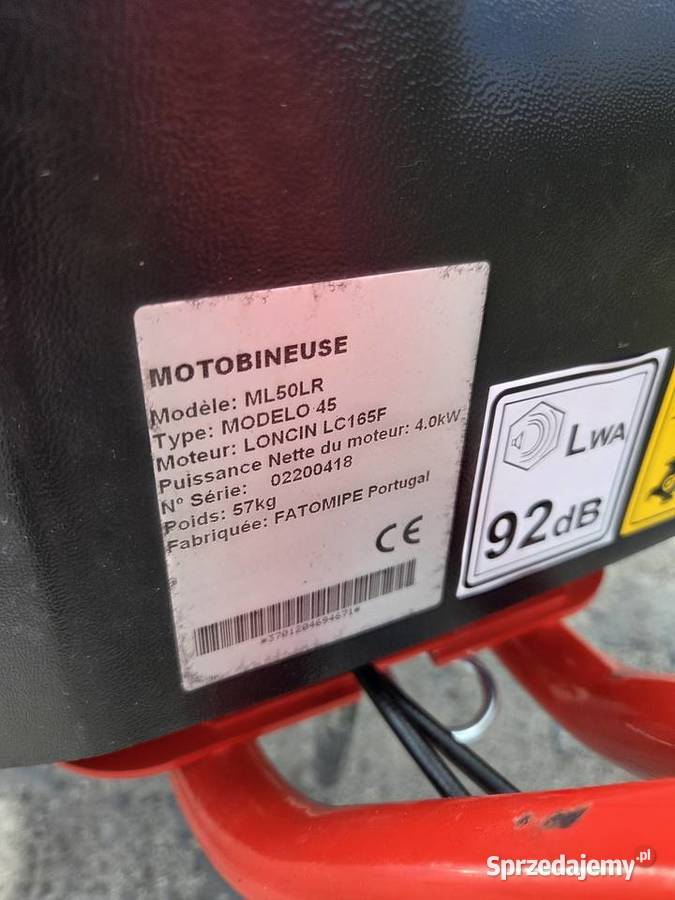 MOTOBINEUSE
Modèle: ML50LR
Type: MODELO 45
Moteur: LONCIN LC165F
Puissance Nette du moteur: 4.0kW
N° Série: 02200418
Poids: 57kg
Fabriquée: FATOMIPE Portugal
CE
*3701204694671*
LWA
92dB
Sprzedajemy.pl